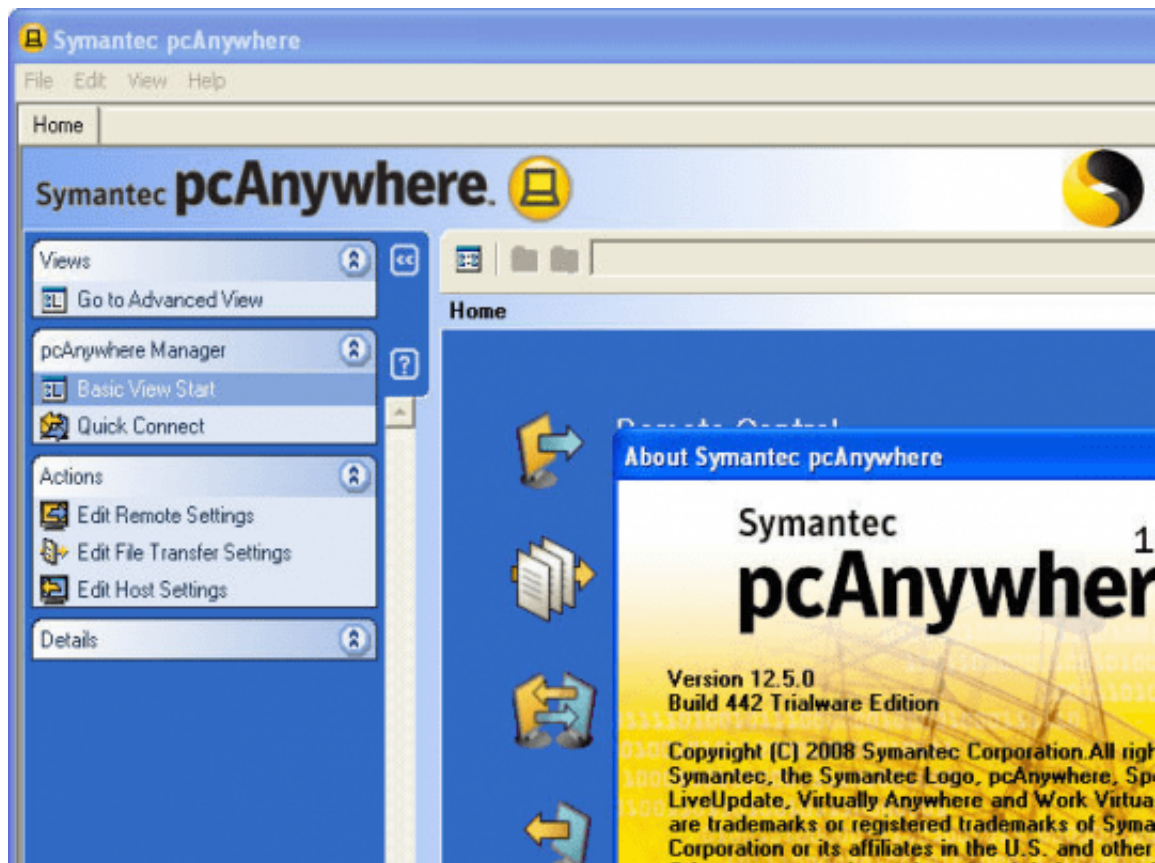 Symantec pcAnywhere
File Edit View Help
Home
Symantec pcAnywhere.
Views
Go to Advanced View
pcAnywhere Manager
Basic View Start
Quick Connect
Actions
Edit Remote Settings
Edit File Transfer Settings
Edit Host Settings
Details
Home
Remote Control
About Symantec pcAnywhere
Symantec
1
pcAnywher
Version 12.5.0
Build 442 Trialware Edition
Copyright (C) 2008 Symantec Corporation.All righ
Symantec, the Symantec Logo, pcAnywhere, Spe
LiveUpdate, Virtually Anywhere and Work Virtua
are trademarks or registered trademarks of Syma
Corporation or its affiliates in the U.S. and other